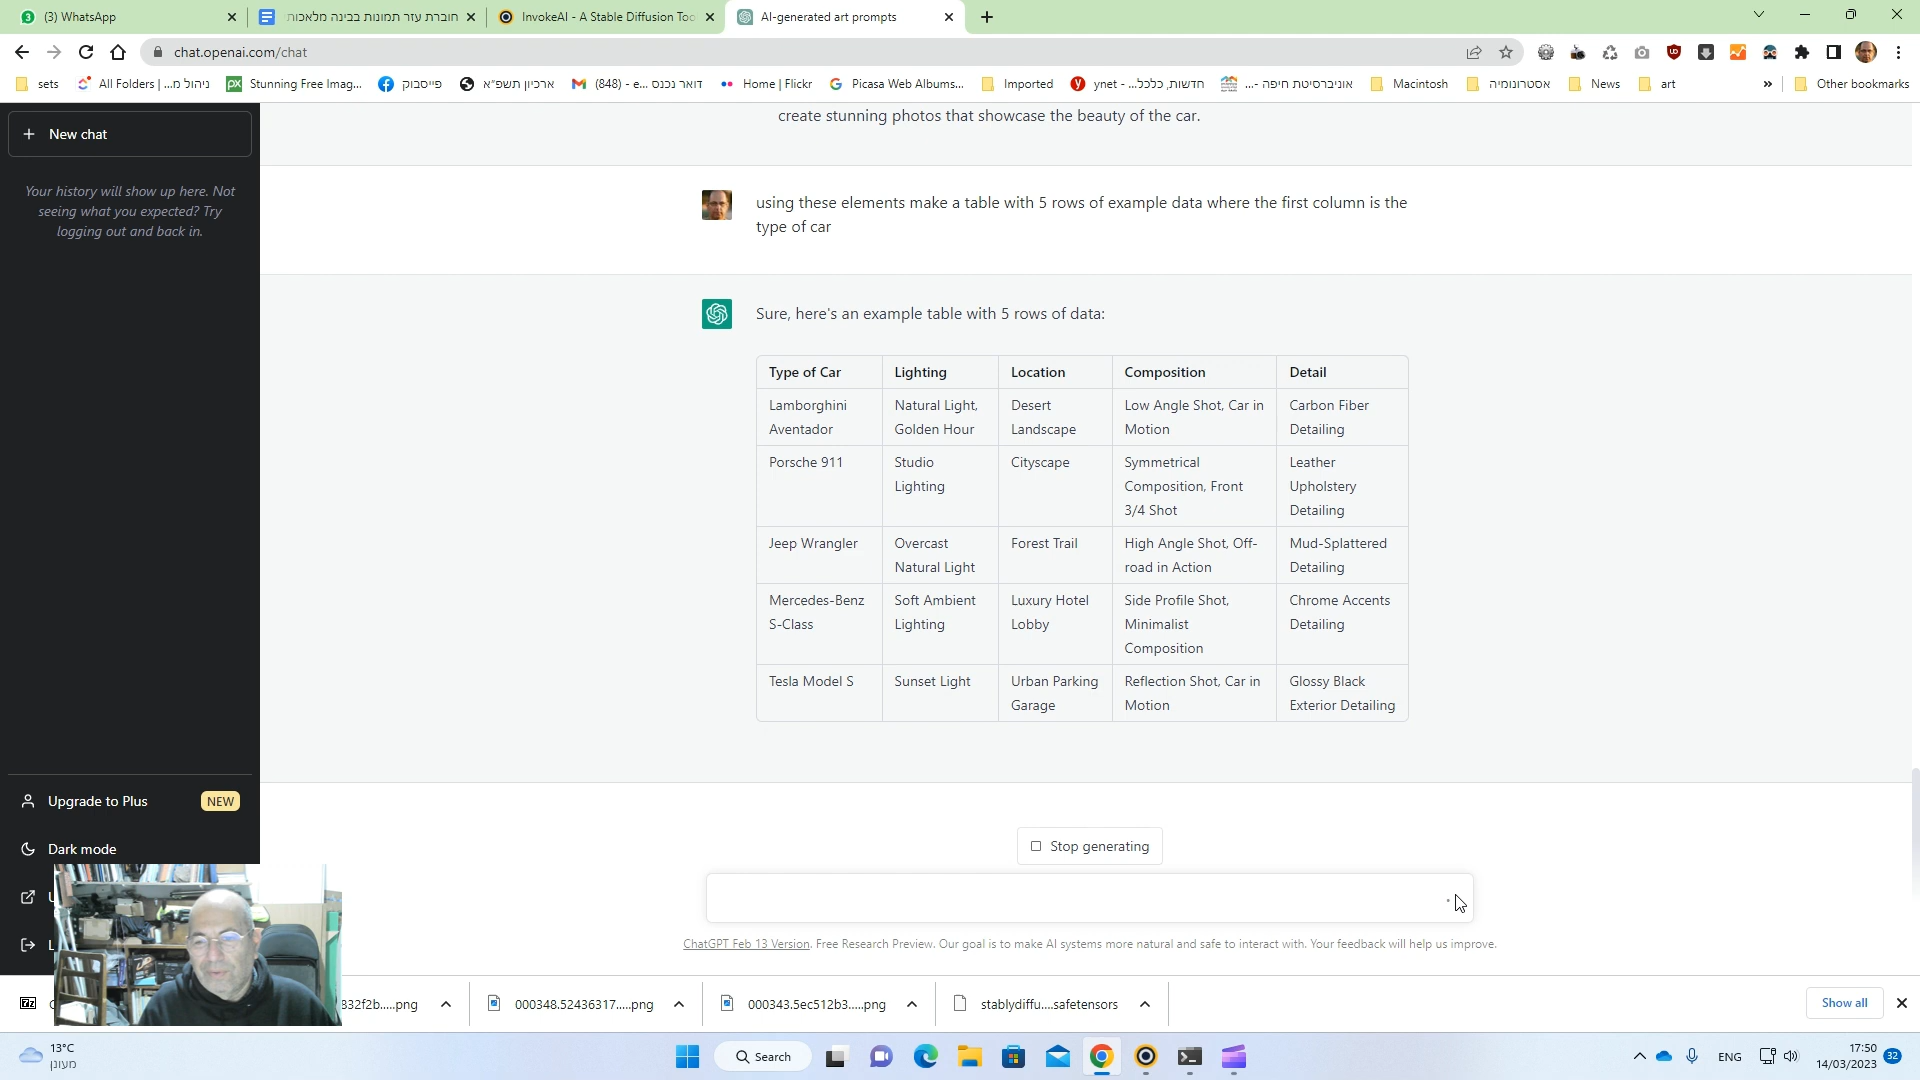 (3) WhatsApp
חוברת עזר תמונות בבינה מלאכות
InvokeAI - A Stable Diffusion Too
AI-generated art prompts
chat.openai.com/chat
sets
All Folders | ...ניהול מ
Stunning Free Imag...
פייסבוק
ארכיון תשפ"א
דואר נכנס (848) - e...
Home | Flickr
Picasa Web Albums...
Imported
ynet - ...חדשות, כלכל
אוניברסיטת חיפה -...
Macintosh
אסטרונומיה
News
art
Other bookmarks
New chat
Your history will show up here. Not
seeing what you expected? Try
logging out and back in.
create stunning photos that showcase the beauty of the car.
using these elements make a table with 5 rows of example data where the first column is the
type of car
Sure, here's an example table with 5 rows of data:
Type of Car Lighting Location Composition Detail
Lamborghini Natural Light, Desert Low Angle Shot, Car in Carbon Fiber
Aventador Golden Hour Landscape Motion Detailing
Porsche 911 Studio Cityscape Symmetrical Leather
Lighting Composition, Front Upholstery
3/4 Shot Detailing
Jeep Wrangler Overcast Forest Trail High Angle Shot, Off- Mud-Splattered
Natural Light road in Action Detailing
Mercedes-Benz Soft Ambient Luxury Hotel Side Profile Shot, Chrome Accents
S-Class Lighting Lobby Minimalist Detailing
Composition
Tesla Model S Sunset Light Urban Parking Reflection Shot, Car in Glossy Black
Garage Motion Exterior Detailing
Upgrade to Plus NEW
Dark mode
Stop generating
ChatGPT Feb 13 Version. Free Research Preview. Our goal is to make AI systems more natural and safe to interact with. Your feedback will help us improve.
832f2b....png
000348.52436317.....png
000343.5ec512b3.....png
stablydiffu....safetensors
Show all
13°C
מעונן
Search
ENG
17:50
14/03/2023
32